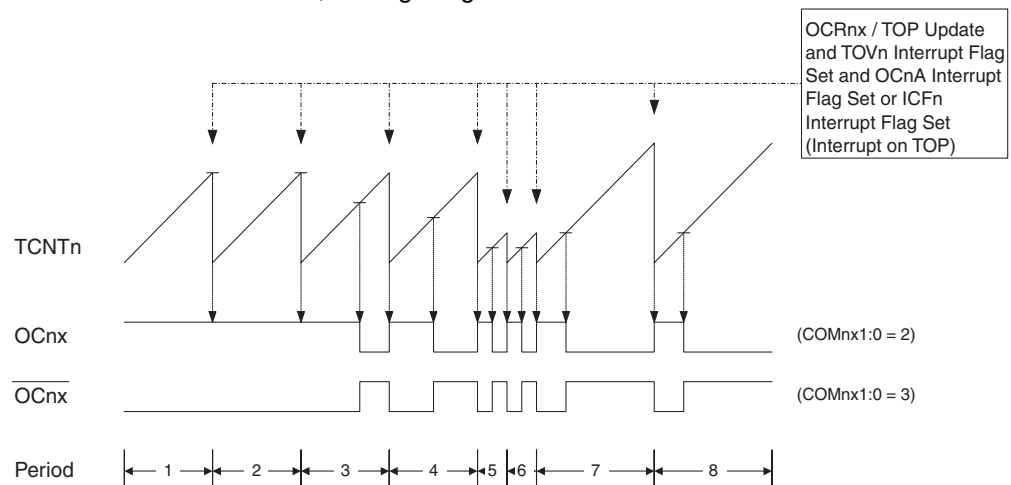 OCRnx / TOP Update
and TOVn Interrupt Flag
Set and OCnA Interrupt
Flag Set or ICFn
Interrupt Flag Set
(Interrupt on TOP)
TCNTn
OCnx
(COMnx1:0 = 2)
OCnx
(COMnx1:0 = 3)
Period 1 2 3 4 5 6 7 8